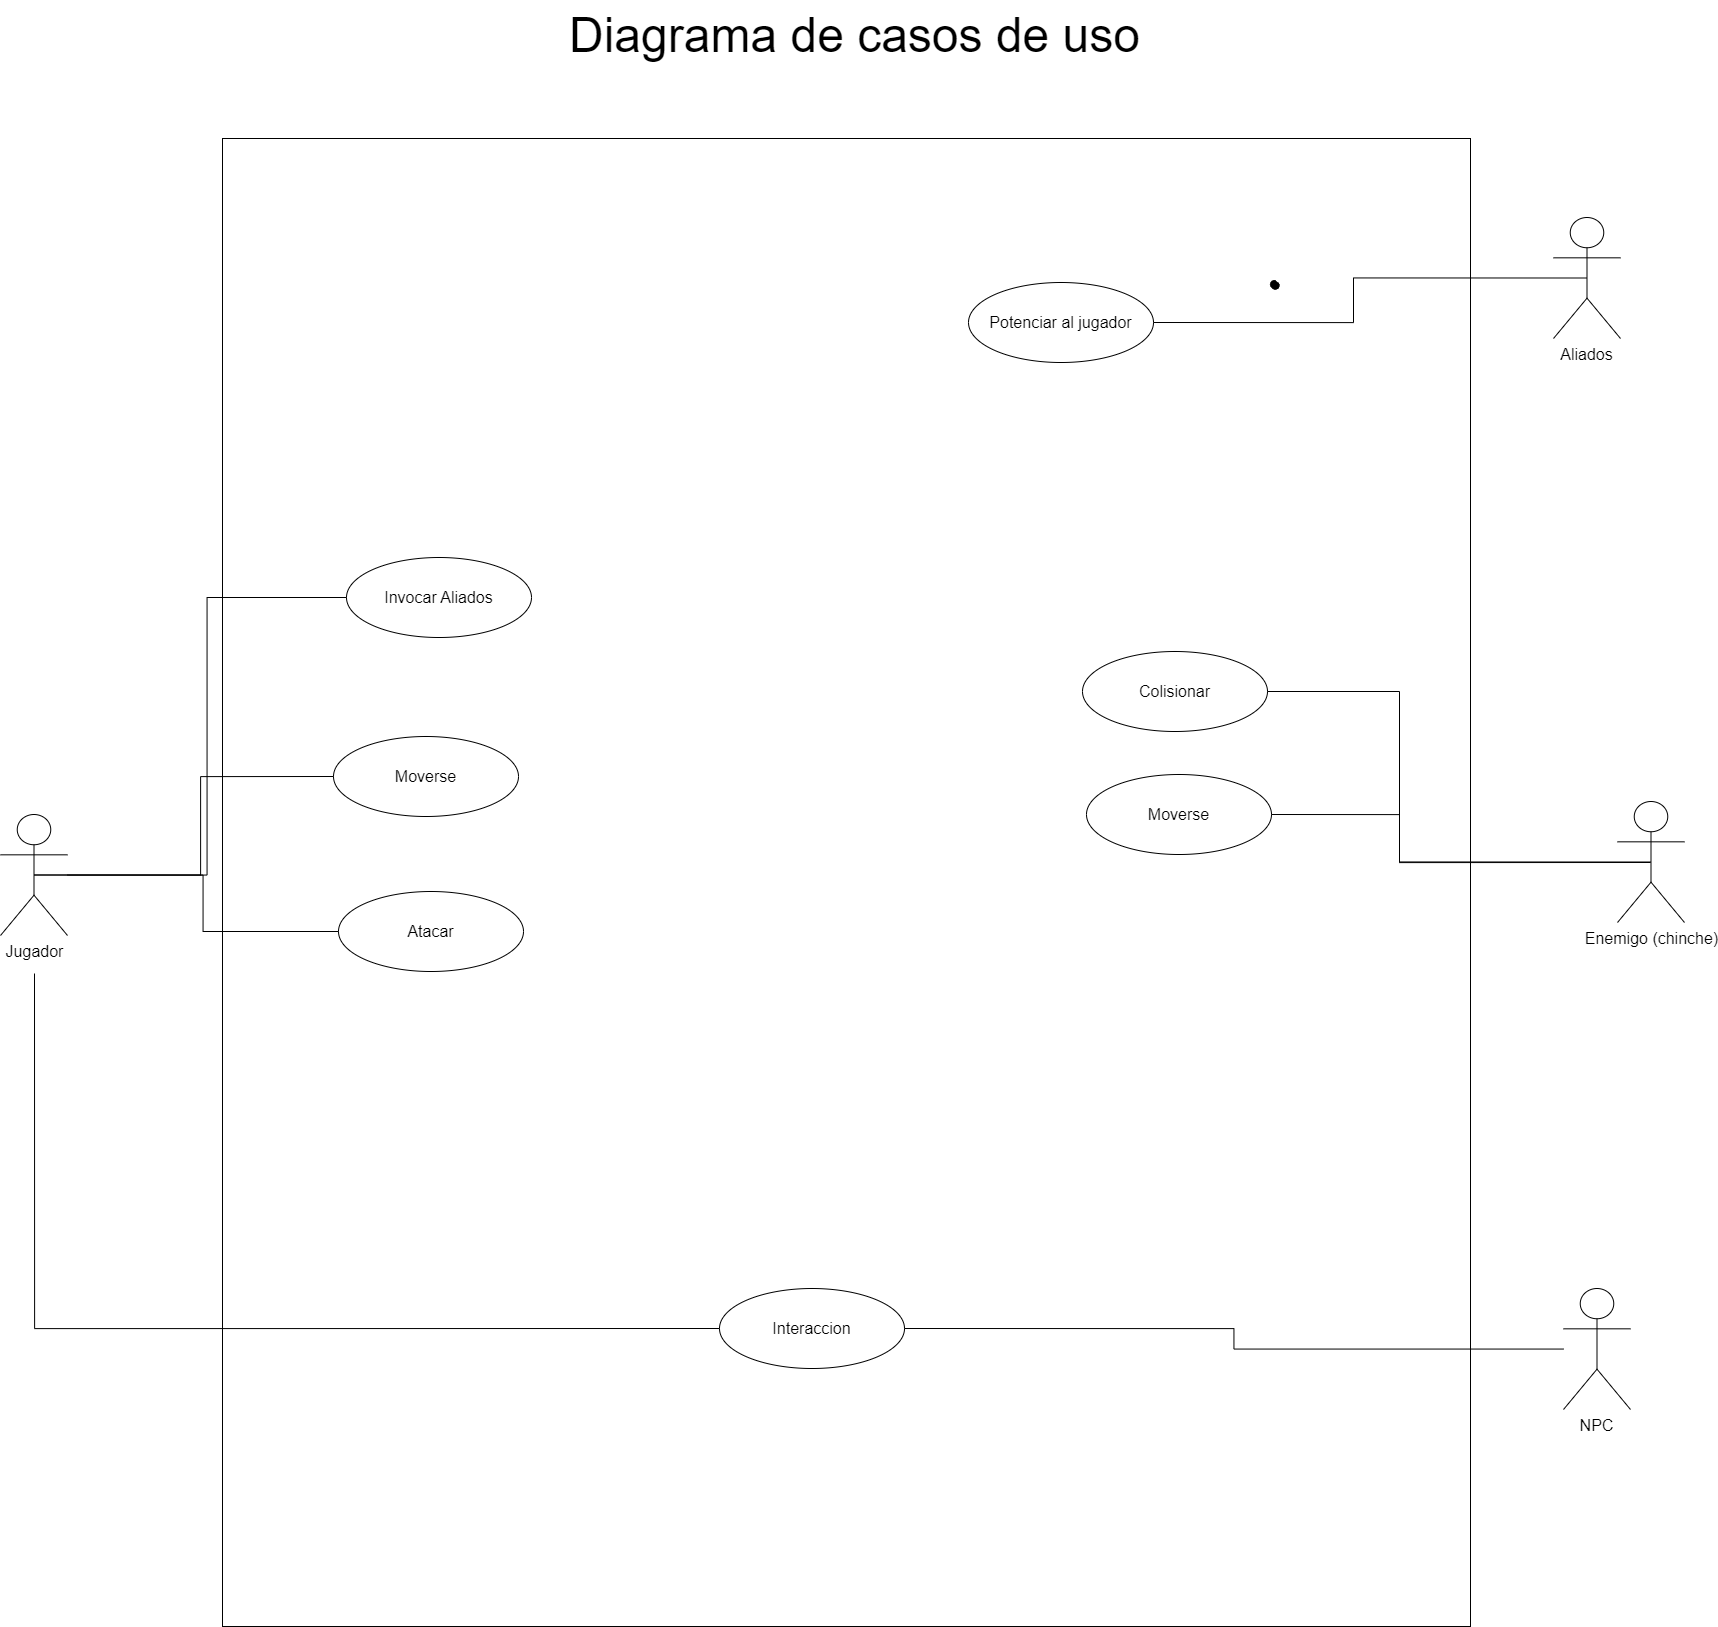 Diagrama de casos de uso
Potenciar al jugador
Aliados
Invocar Aliados
Colisionar
Moverse
Moverse
Atacar
Jugador
Enemigo (chinche)
Interaccion
NPC